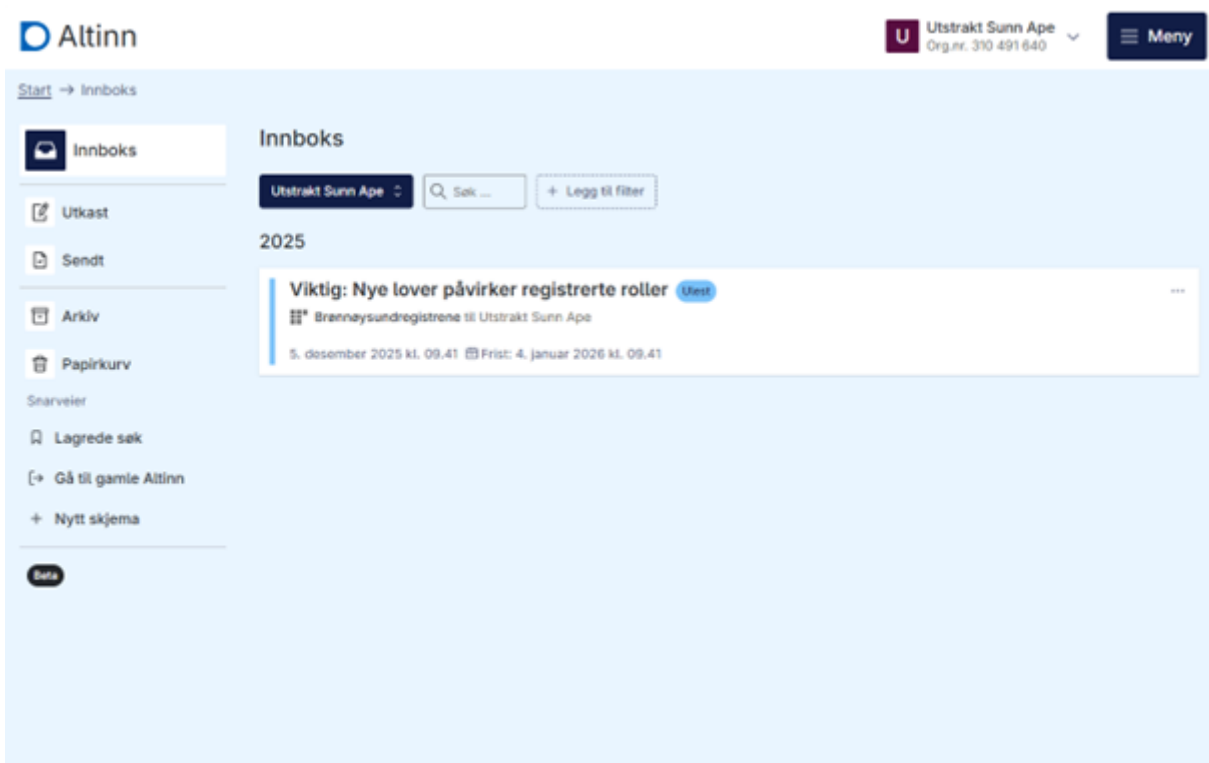 Altinn
U
Utstrakt Sunn Ape
Org.nr. 310 491 640
Meny
Start → Innboks
Innboks
Utkast
Sendt
Arkiv
Papirkurv
Snarveier
Lagrede søk
Gå til gamle Altinn
+ Nytt skjema
Beta
Innboks
Utstrakt Sunn Ape
Søk ...
+ Legg til filter
2025
Viktig: Nye lover påvirker registrerte roller Ulest
Brønnøysundregistrene til Utstrakt Sunn Ape
5. desember 2025 kl. 09.41 Frist: 4. januar 2026 kl. 09.41